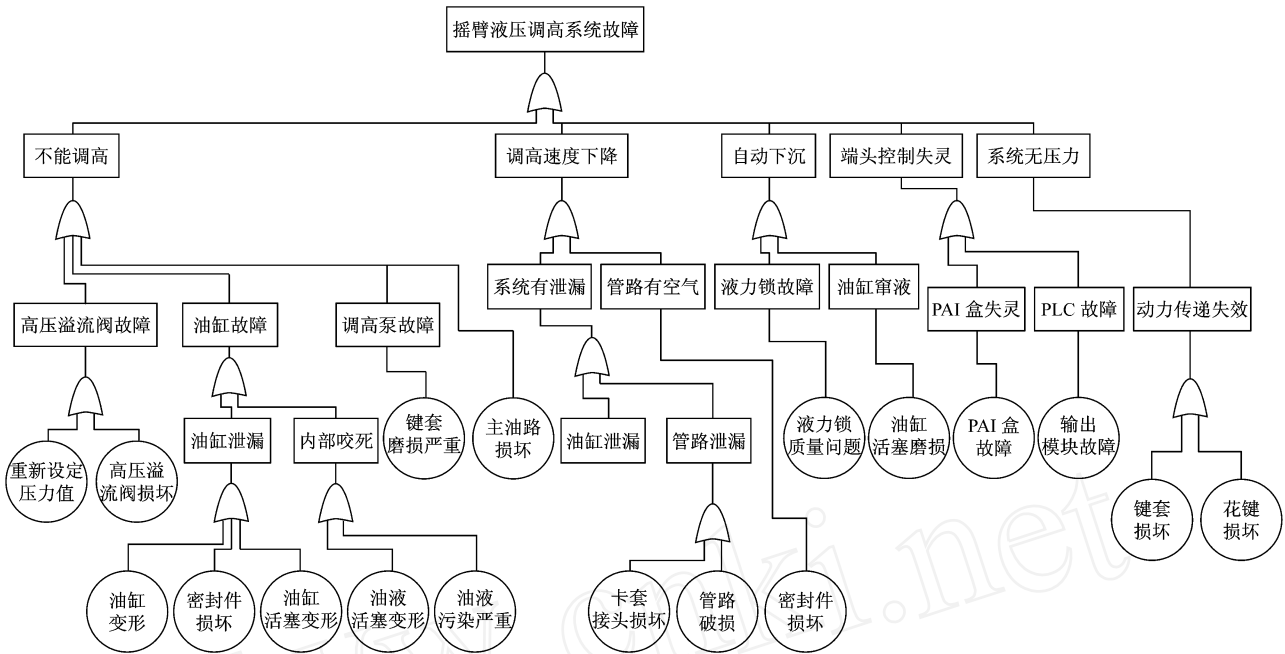 摇臂液压调高系统故障
不能调高
调高速度下降
自动下沉
端头控制失灵
系统无压力
系统有泄漏
管路有空气
液力锁故障
油缸窜液
高压溢流阀故障
油缸故障
调高泵故障
PAI 盒失灵
PLC 故障
动力传递失效
油缸泄漏
内部咬死
键套
磨损严重
主油路
损坏
油缸泄漏
管路泄漏
液力锁
质量问题
油缸
活塞磨损
PAI 盒
故障
输出
模块故障
重新设定
压力值
高压溢
流阀损坏
键套
损坏
花键
损坏
油缸
变形
密封件
损坏
油缸
活塞变形
油液
活塞变形
油液
污染严重
卡套
接头损坏
管路
破损
密封件
损坏